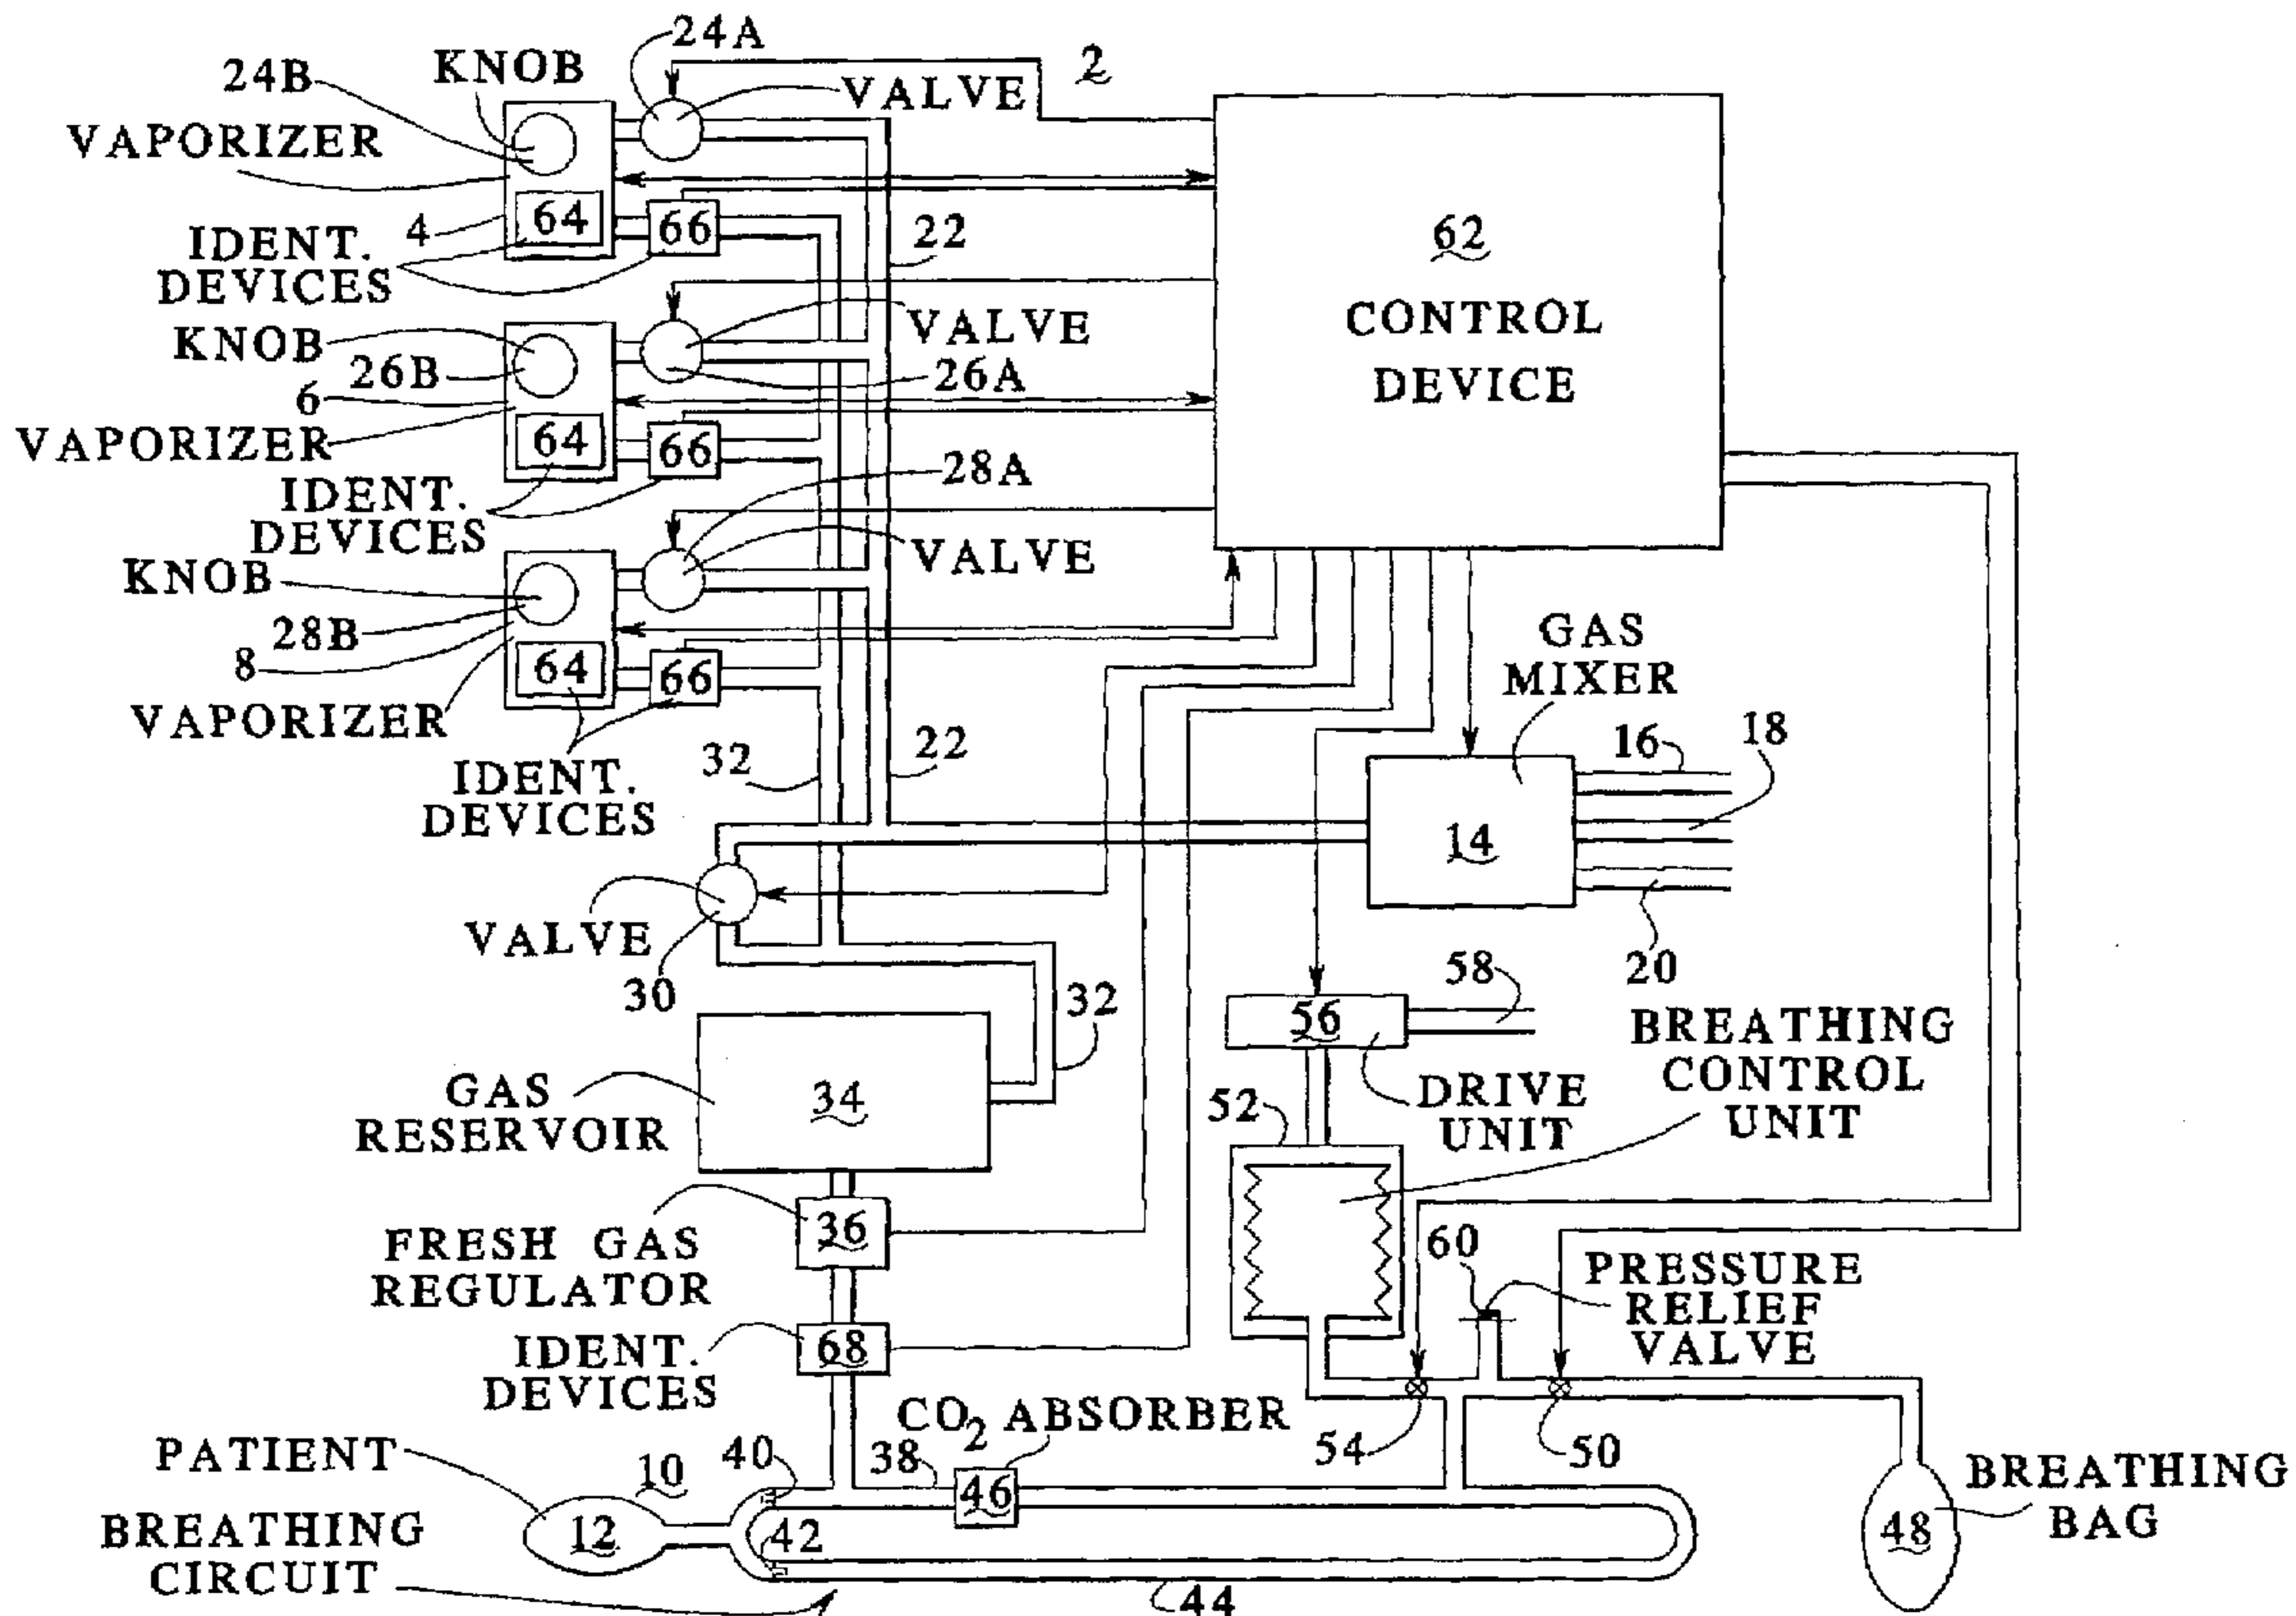 24A
2
KNOB
24B
VALVE
VAPORIZER
64
66
4
IDENT.
DEVICES
22
62
CONTROL
DEVICE
KNOB
VALVE
26B
26A
6
VAPORIZER
64
66
28A
IDENT.
DEVICES
VALVE
KNOB
28B
8
64
66
GAS
MIXER
VAPORIZER
32
22
16
18
IDENT.
DEVICES
14
VALVE
30
20
58
32
56
BREATHING
CONTROL
UNIT
GAS
RESERVOIR
34
52
DRIVE
UNIT
FRESH GAS
REGULATOR
36
60
PRESSURE
RELIEF
VALVE
IDENT.
DEVICES
68
CO2 ABSORBER
54
50
PATIENT
10
40
38
46
BREATHING
BAG
BREATHING
CIRCUIT
12
42
48
44